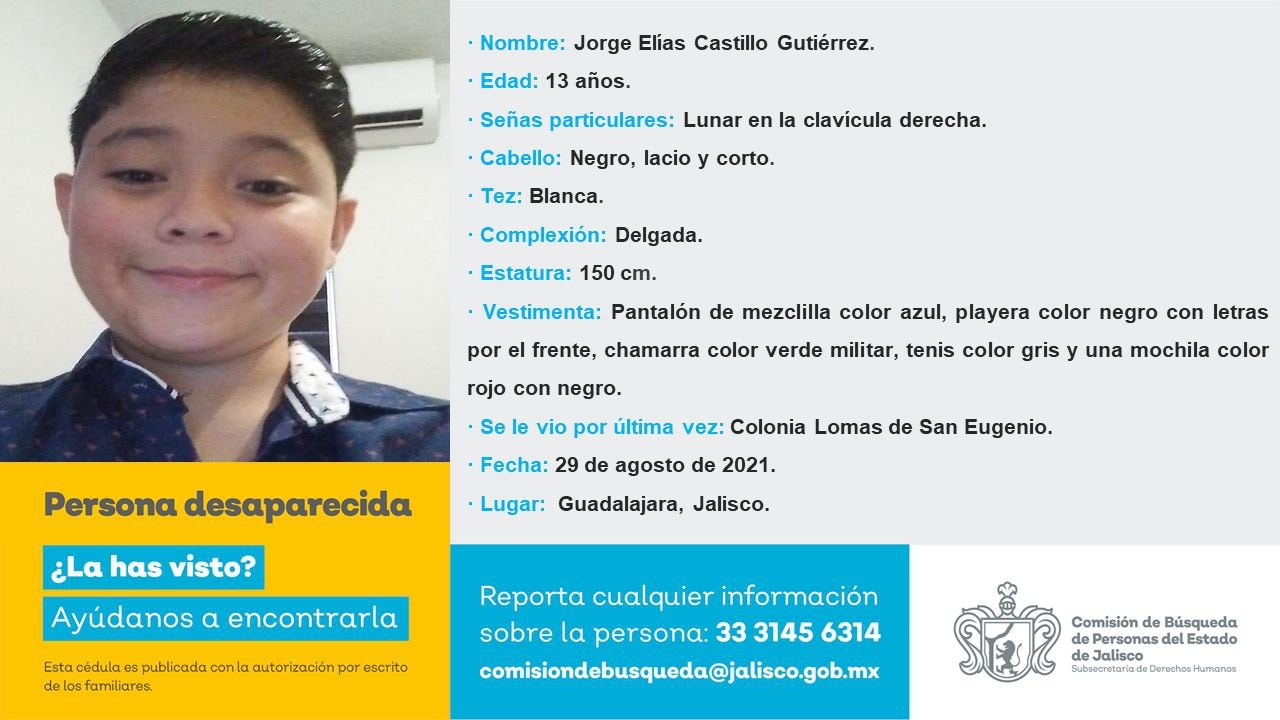 · Nombre: Jorge Elías Castillo Gutiérrez.
· Edad: 13 años.
· Señas particulares: Lunar en la clavícula derecha.
· Cabello: Negro, lacio y corto.
· Tez: Blanca.
· Complexión: Delgada.
· Estatura: 150 cm.
· Vestimenta: Pantalón de mezclilla color azul, playera color negro con letras
por el frente, chamarra color verde militar, tenis color gris y una mochila color
rojo con negro.
· Se le vio por última vez: Colonia Lomas de San Eugenio.
· Fecha: 29 de agosto de 2021.
· Lugar: Guadalajara, Jalisco.
Persona desaparecida
¿La has visto?
Ayúdanos a encontrarla
Esta cédula es publicada con la autorización por escrito
de los familiares.
Reporta cualquier información
sobre la persona: 33 3145 6314
comisiondebusqueda@jalisco.gob.mx
Comisión de Búsqueda
de Personas del Estado
de Jalisco
Subsecretaría de Derechos Humanos